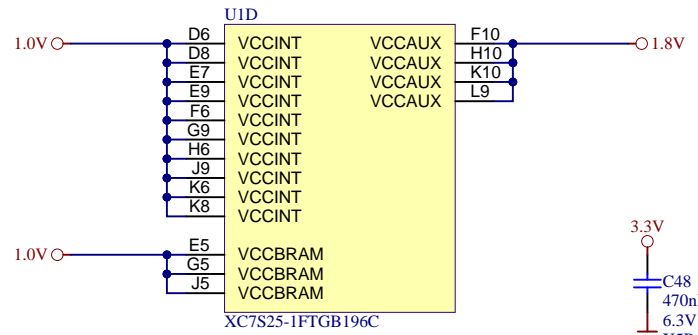 U1D
1.0V
D6 VCCINT VCCAUX F10 1.8V
D8 VCCINT VCCAUX H10
E7 VCCINT VCCAUX K10
E9 VCCINT VCCAUX L9
F6 VCCINT
G9 VCCINT
H6 VCCINT
J9 VCCINT
K6 VCCINT
K8 VCCINT
3.3V
1.0V E5 VCCBRAM
G5 VCCBRAM
J5 VCCBRAM
C48
470n
6.3V
XC7S25-1FTGB196C